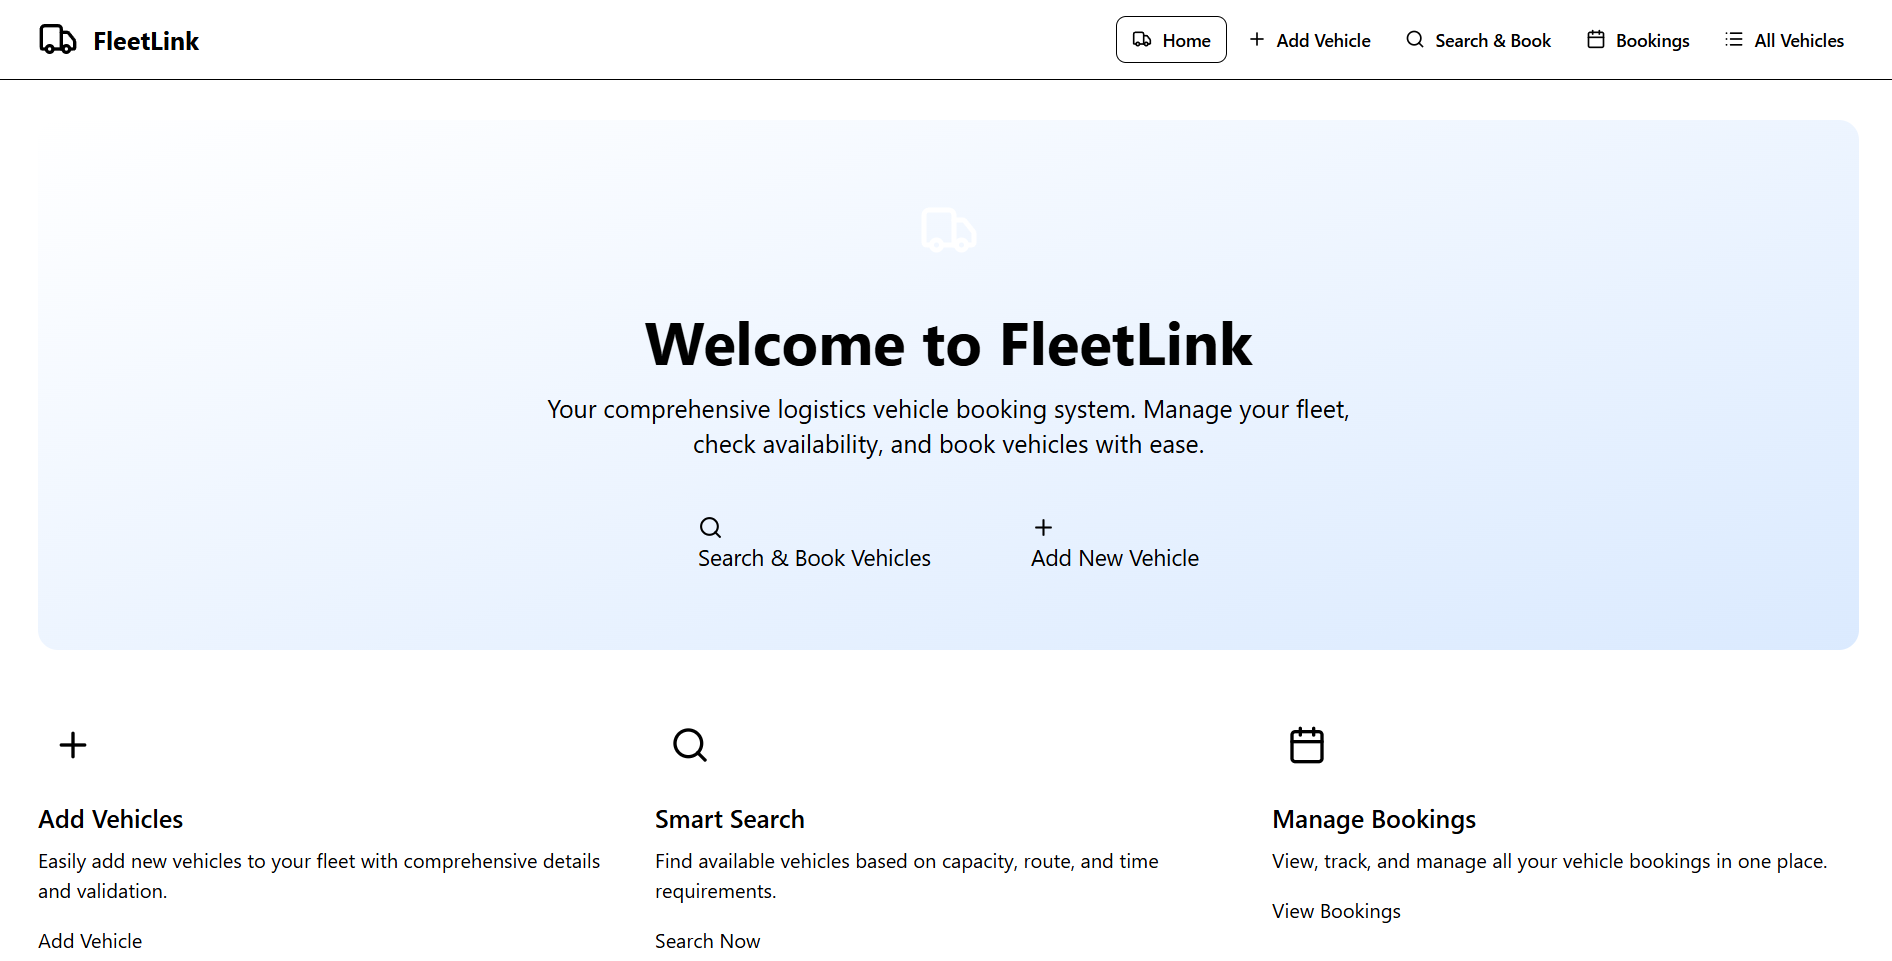 FleetLink
Home
Add Vehicle
Search & Book
Bookings
All Vehicles
Welcome to FleetLink
Your comprehensive logistics vehicle booking system. Manage your fleet,
check availability, and book vehicles with ease.
Search & Book Vehicles
Add New Vehicle
Add Vehicles
Easily add new vehicles to your fleet with comprehensive details
and validation.
Add Vehicle
Smart Search
Find available vehicles based on capacity, route, and time
requirements.
Search Now
Manage Bookings
View, track, and manage all your vehicle bookings in one place.
View Bookings